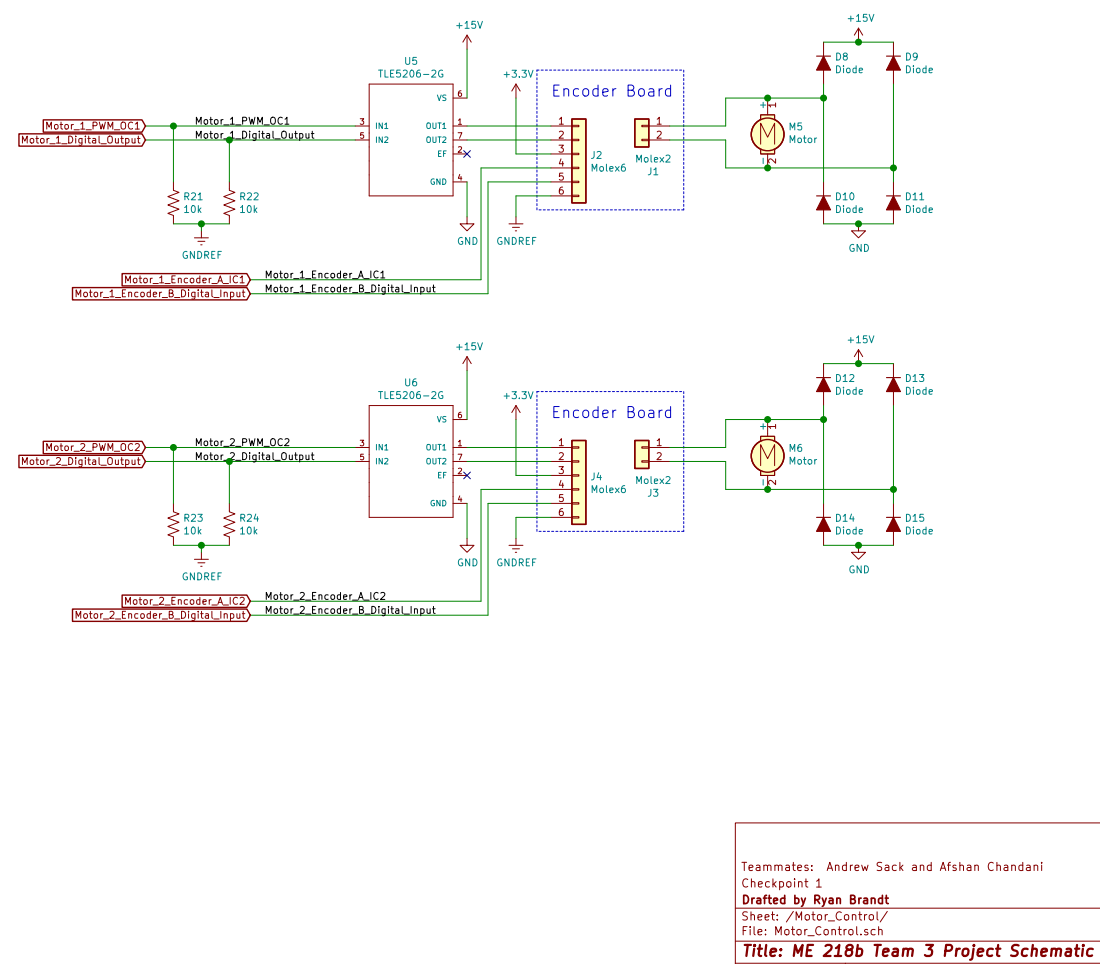 +15V
U5
TLE5206-2G
VS 6
3 IN1
5 IN2
OUT1 1
OUT2 7
EF 2
GND 4
GND
Motor_1_PWM_OC1
Motor_1_PWM_OC1
Motor_1_Digital_Output
Motor_1_Digital_Output
R21
10k
R22
10k
GNDREF
Motor_1_Encoder_A_IC1
Motor_1_Encoder_A_IC1
Motor_1_Encoder_B_Digital_Input
Motor_1_Encoder_B_Digital_Input
+3.3V
Encoder Board
1
2
3
4
5
6
J2
Molex6
GNDREF
1
2
Molex2
J1
+15V
D8
Diode
D9
Diode
+
1
M
M5
Motor
-
2
D10
Diode
D11
Diode
GND
+15V
U6
TLE5206-2G
VS 6
3 IN1
5 IN2
OUT1 1
OUT2 7
EF 2
GND 4
GND
Motor_2_PWM_OC2
Motor_2_PWM_OC2
Motor_2_Digital_Output
Motor_2_Digital_Output
R23
10k
R24
10k
GNDREF
Motor_2_Encoder_A_IC2
Motor_2_Encoder_A_IC2
Motor_2_Encoder_B_Digital_Input
Motor_2_Encoder_B_Digital_Input
+3.3V
Encoder Board
1
2
3
4
5
6
J4
Molex6
GNDREF
1
2
Molex2
J3
+15V
D12
Diode
D13
Diode
+
1
M
M6
Motor
-
2
D14
Diode
D15
Diode
GND
Teammates:  Andrew Sack and Afshan Chandani
Checkpoint 1
Drafted by Ryan Brandt
Sheet: /Motor_Control/
File: Motor_Control.sch
Title: ME 218b Team 3 Project Schematic